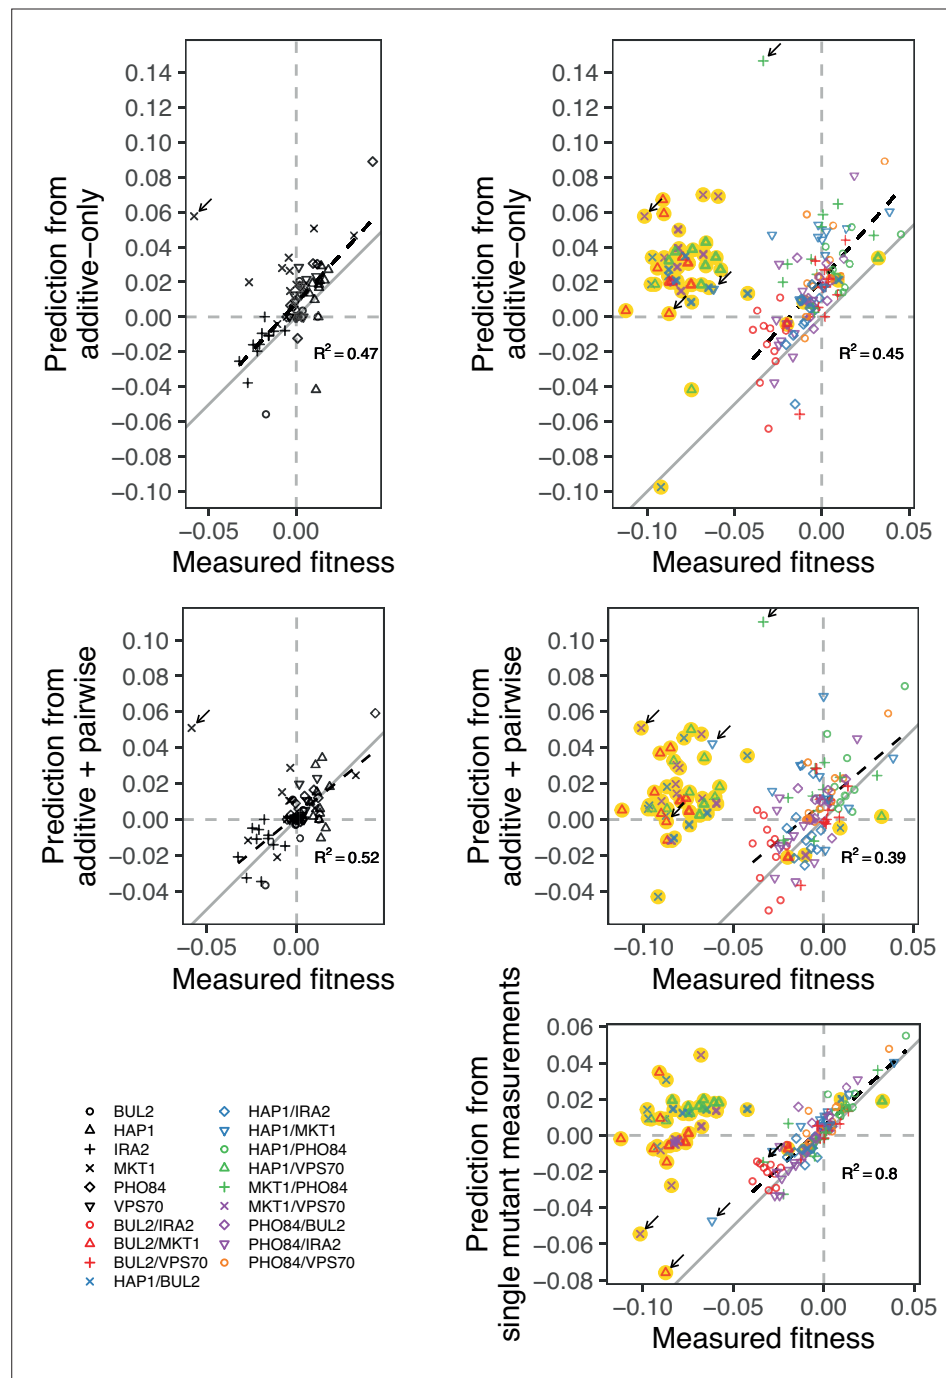 Prediction from
additive−only
0.14
0.12
0.10
0.08
0.06
0.04
0.02
0.00
−0.02
−0.04
−0.06
−0.08
−0.10
R² = 0.47
−0.05
0.00
Measured fitness
Prediction from
additive−only
0.14
0.12
0.10
0.08
0.06
0.04
0.02
0.00
−0.02
−0.04
−0.06
−0.08
−0.10
R² = 0.45
−0.10
−0.05
0.00
0.05
Measured fitness
Prediction from
additive + pairwise
0.10
0.08
0.06
0.04
0.02
0.00
−0.02
−0.04
R² = 0.52
−0.05
0.00
Measured fitness
Prediction from
additive + pairwise
0.10
0.08
0.06
0.04
0.02
0.00
−0.02
−0.04
R² = 0.39
−0.10
−0.05
0.00
0.05
Measured fitness
Prediction from
single mutant measurements
0.06
0.04
0.02
0.00
−0.02
−0.04
−0.06
−0.08
R² = 0.8
−0.10
−0.05
0.00
0.05
Measured fitness
BUL2
HAP1
IRA2
MKT1
PHO84
VPS70
BUL2/IRA2
BUL2/MKT1
BUL2/VPS70
HAP1/BUL2
HAP1/IRA2
HAP1/MKT1
HAP1/PHO84
HAP1/VPS70
MKT1/PHO84
MKT1/VPS70
PHO84/BUL2
PHO84/IRA2
PHO84/VPS70